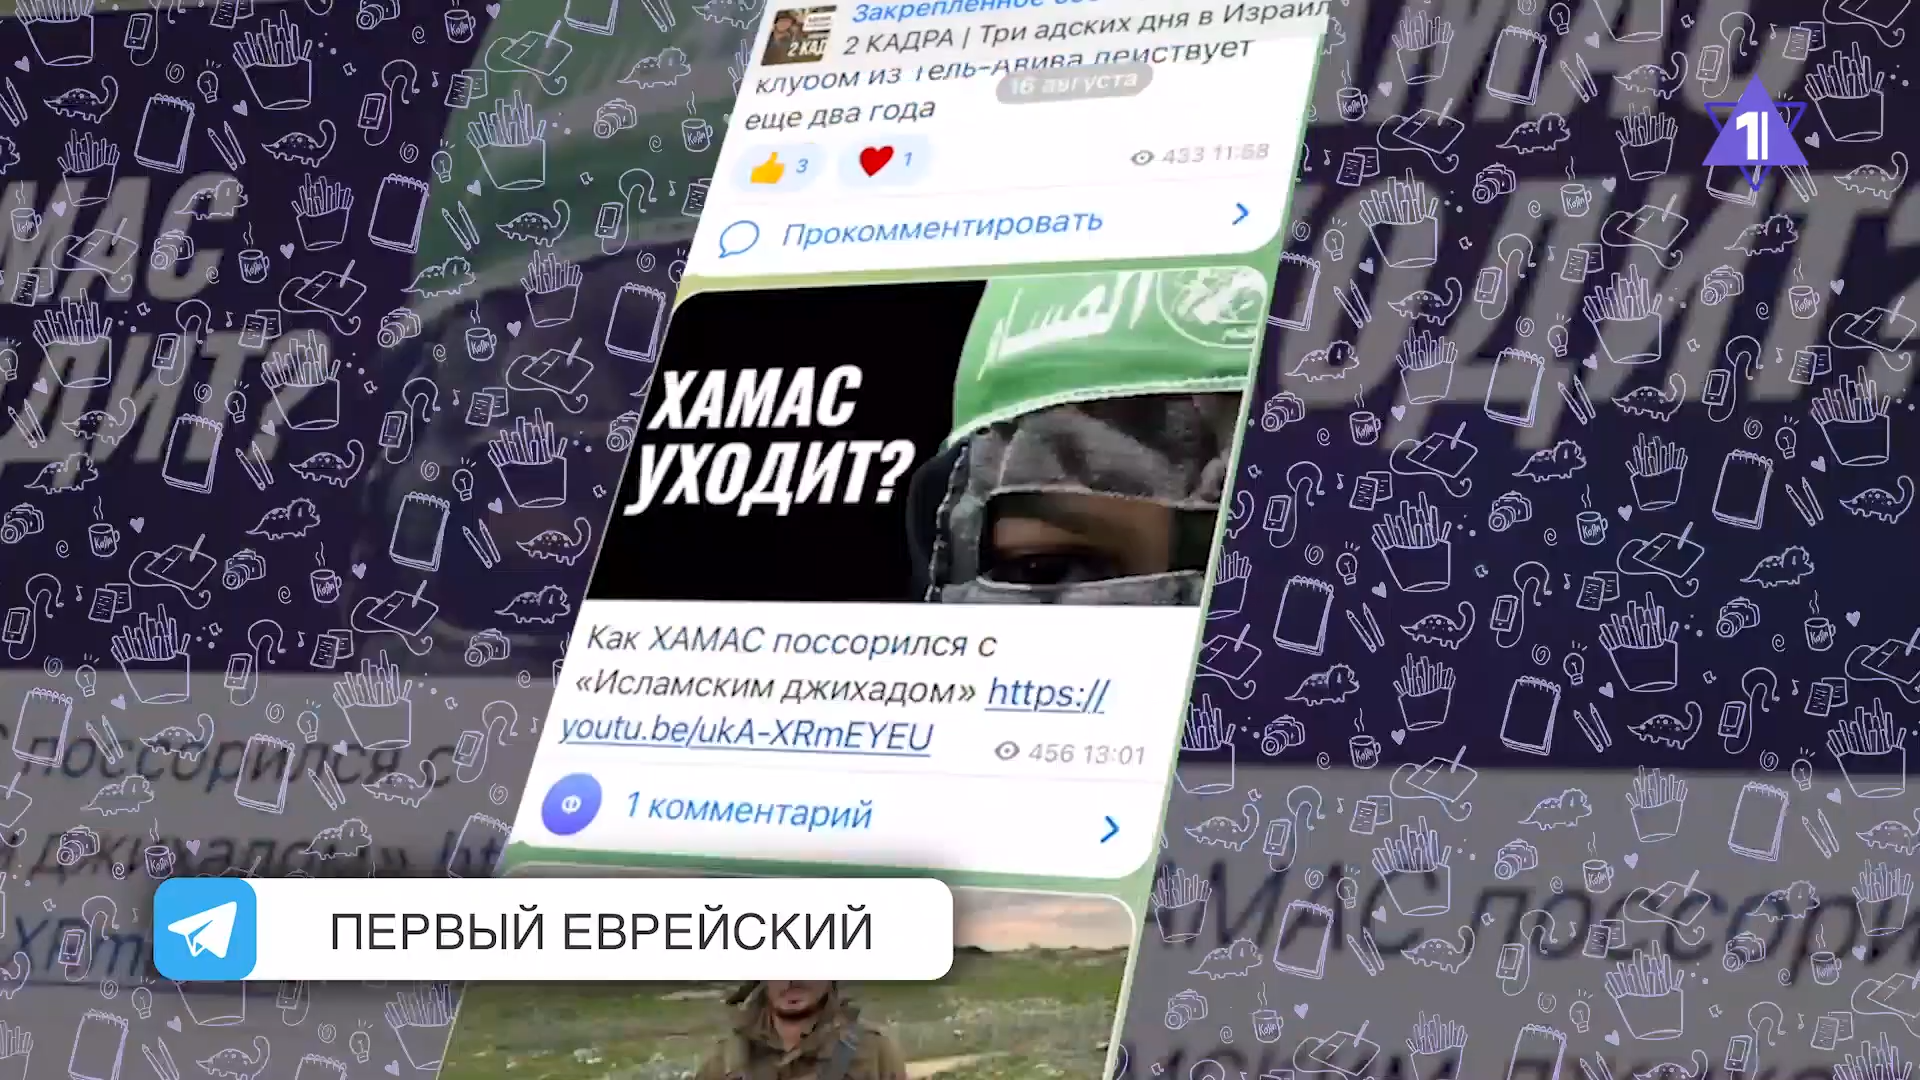 2 КАДРА | Три адских дня в Израил
клубом из Тель-Авива действует
16 августа
еще два года
3
1
433 11:58
Прокомментировать
ХАМАС
УХОДИТ?
Как ХАМАС поссорился с
«Исламским джихадом» https://
youtu.be/ukA-XRmEYEU
456 13:01
Ф
1 комментарий
ПЕРВЫЙ ЕВРЕЙСКИЙ